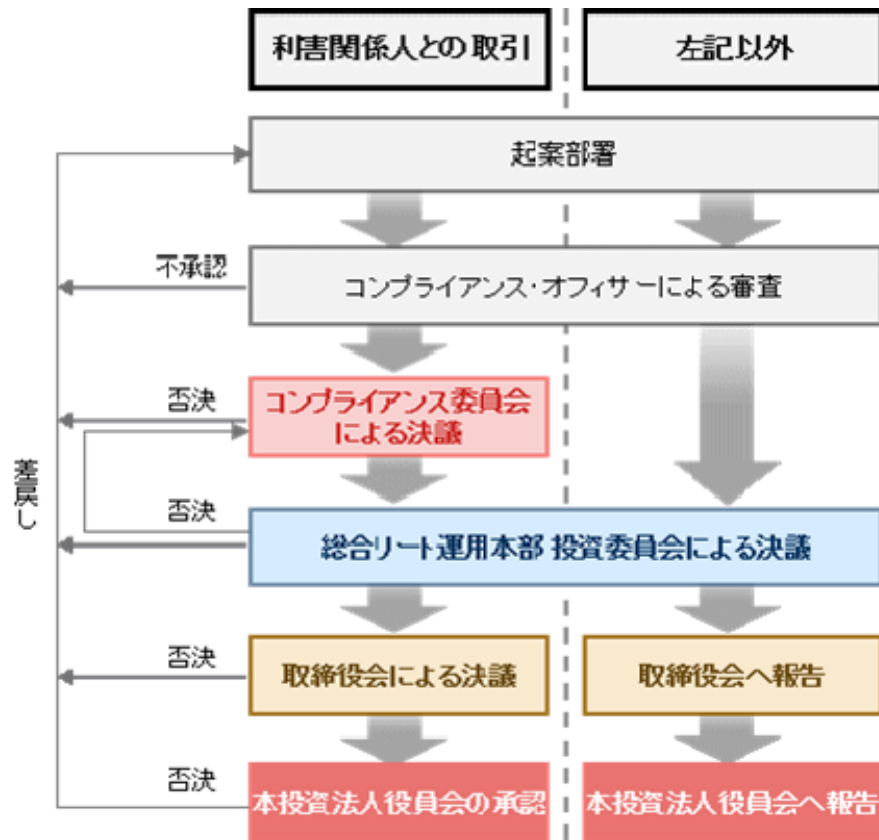 利害関係人との取引
左記以外
起案部署
不承認
コンプライアンス・オフィサーによる審査
否決
コンプライアンス委員会
による決議
差戻し
否決
総合リート運用本部 投資委員会による決議
否決
取締役会による決議
取締役会へ報告
否決
本投資法人役員会の承認
本投資法人役員会へ報告